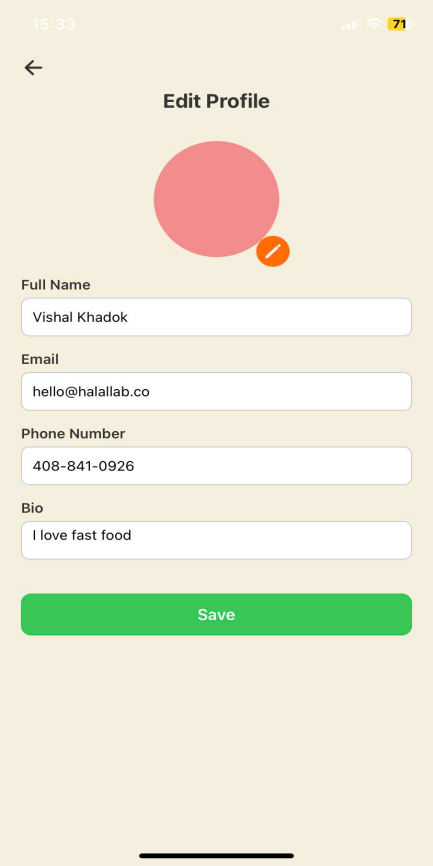 15:33
71
Edit Profile
Full Name
Vishal Khadok
Email
hello@halallab.co
Phone Number
408-841-0926
Bio
I love fast food
Save